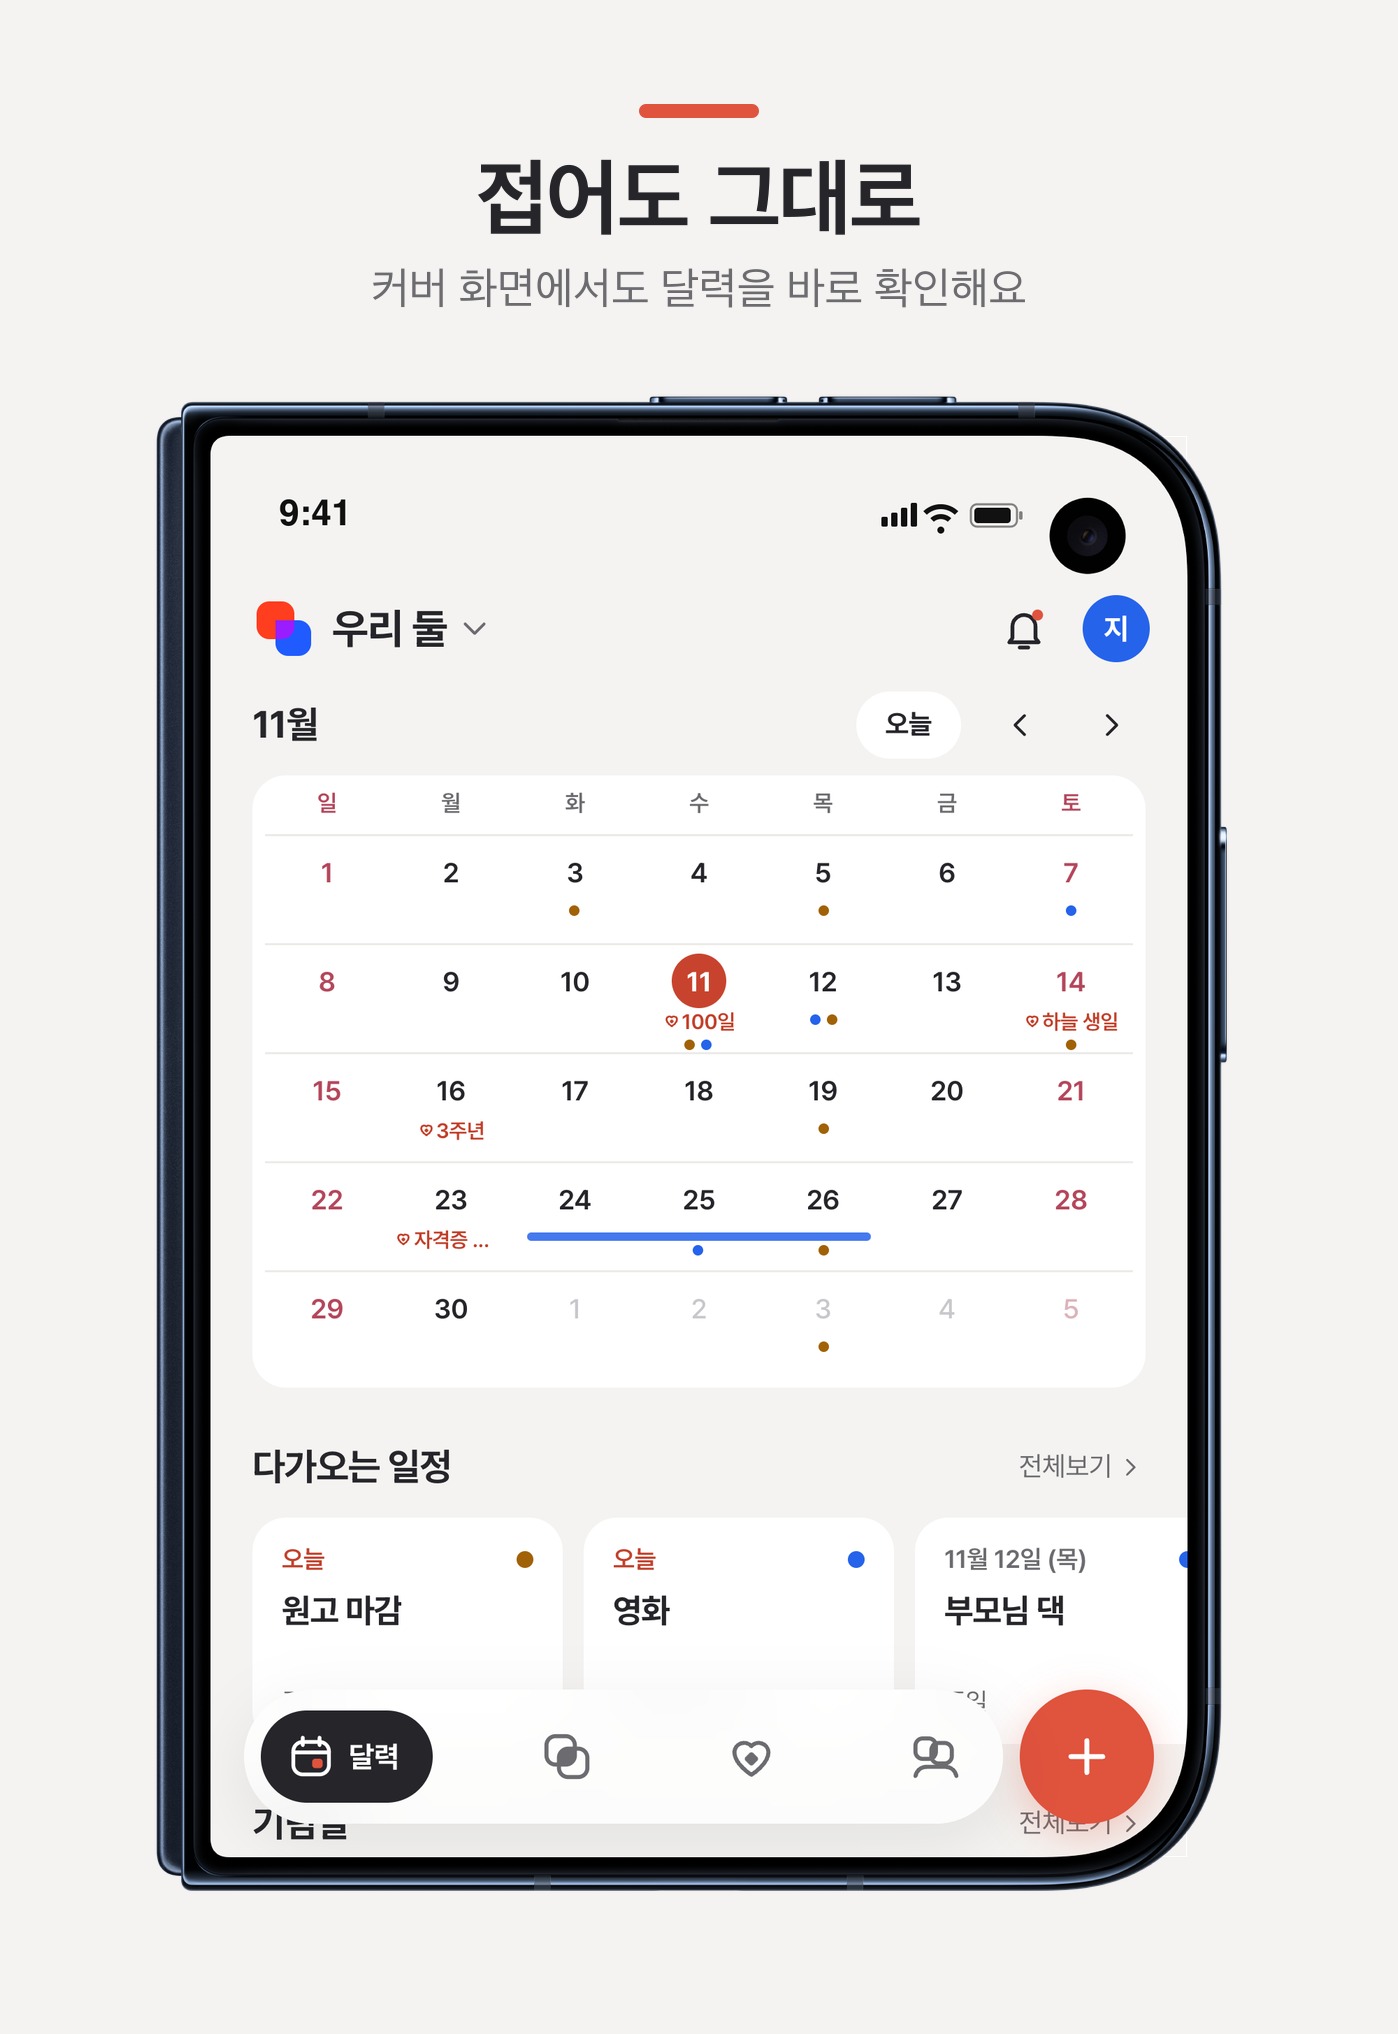 접어도 그대로
커버 화면에서도 달력을 바로 확인해요
9:41
우리 둘
지
11월
오늘
일 월 화 수 목 금 토
1 2 3 4 5 6 7
8 9 10 11 12 13 14
100일 하늘 생일
15 16 17 18 19 20 21
3주년
22 23 24 25 26 27 28
자격증 ...
29 30 1 2 3 4 5
다가오는 일정 전체보기
오늘 오늘 11월 12일 (목)
원고 마감 영화 부모님 댁
달력
전체보기